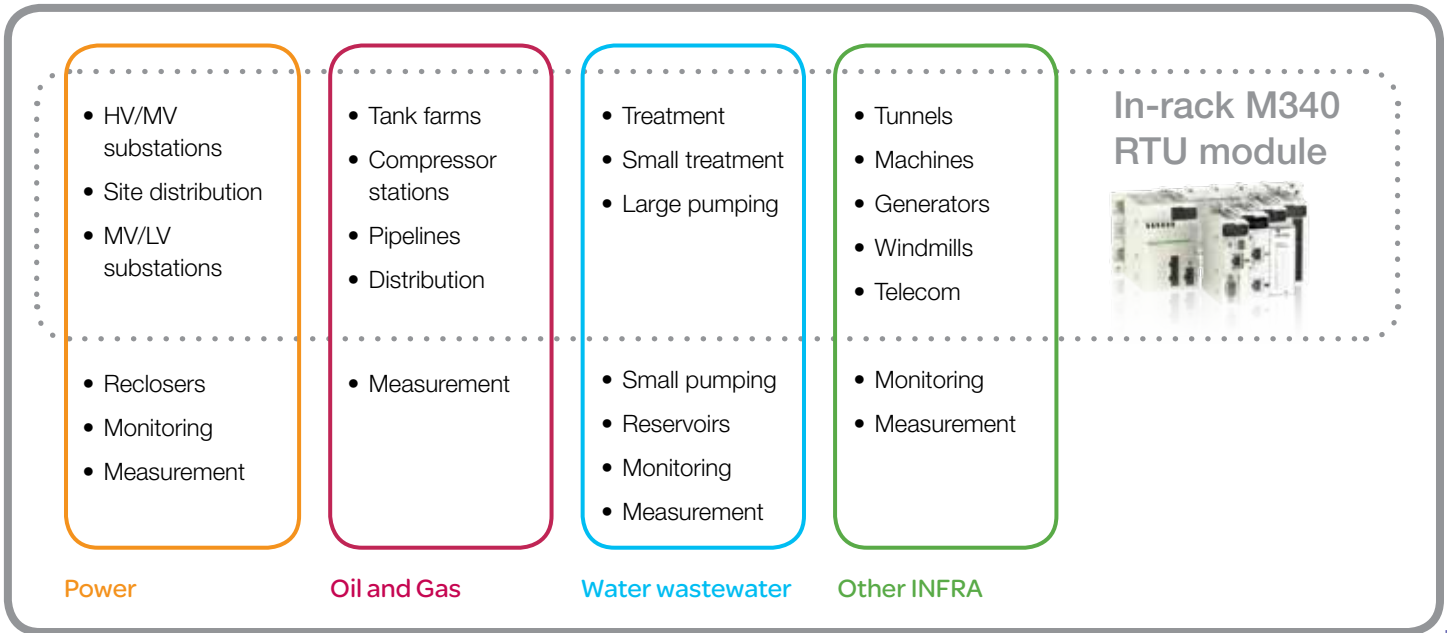 • HV/MV
substations
• Site distribution
• MV/LV
substations
• Reclosers
• Monitoring
• Measurement
Power
• Tank farms
• Compressor
stations
• Pipelines
• Distribution
• Measurement
Oil and Gas
• Treatment
• Small treatment
• Large pumping
• Small pumping
• Reservoirs
• Monitoring
• Measurement
Water wastewater
• Tunnels
• Machines
• Generators
• Windmills
• Telecom
• Monitoring
• Measurement
Other INFRA
In-rack M340
RTU module